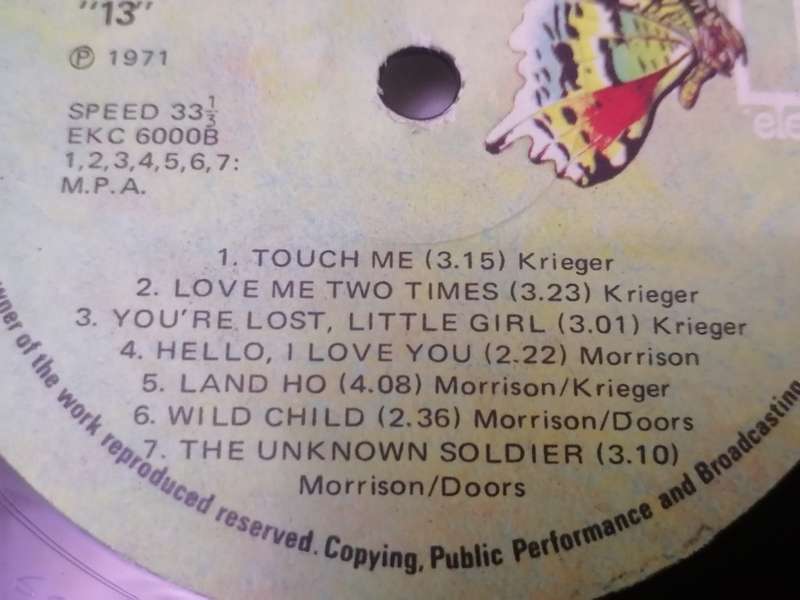 "13"
Ⓟ 1971
SPEED 33⅓
EKC 6000B
1,2,3,4,5,6,7:
M.P.A.
ele
1. TOUCH ME (3.15) Krieger
2. LOVE ME TWO TIMES (3.23) Krieger
3. YOU'RE LOST, LITTLE GIRL (3.01) Krieger
4. HELLO, I LOVE YOU (2.22) Morrison
5. LAND HO (4.08) Morrison/Krieger
6. WILD CHILD (2.36) Morrison/Doors
7. THE UNKNOWN SOLDIER (3.10)
Morrison/Doors
wner of the work reproduced reserved. Copying, Public Performance and Broadcasting